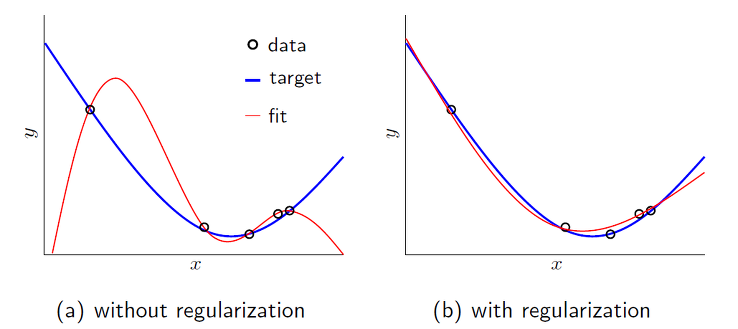 data
target
fit
y
x
(a) without regularization
y
x
(b) with regularization